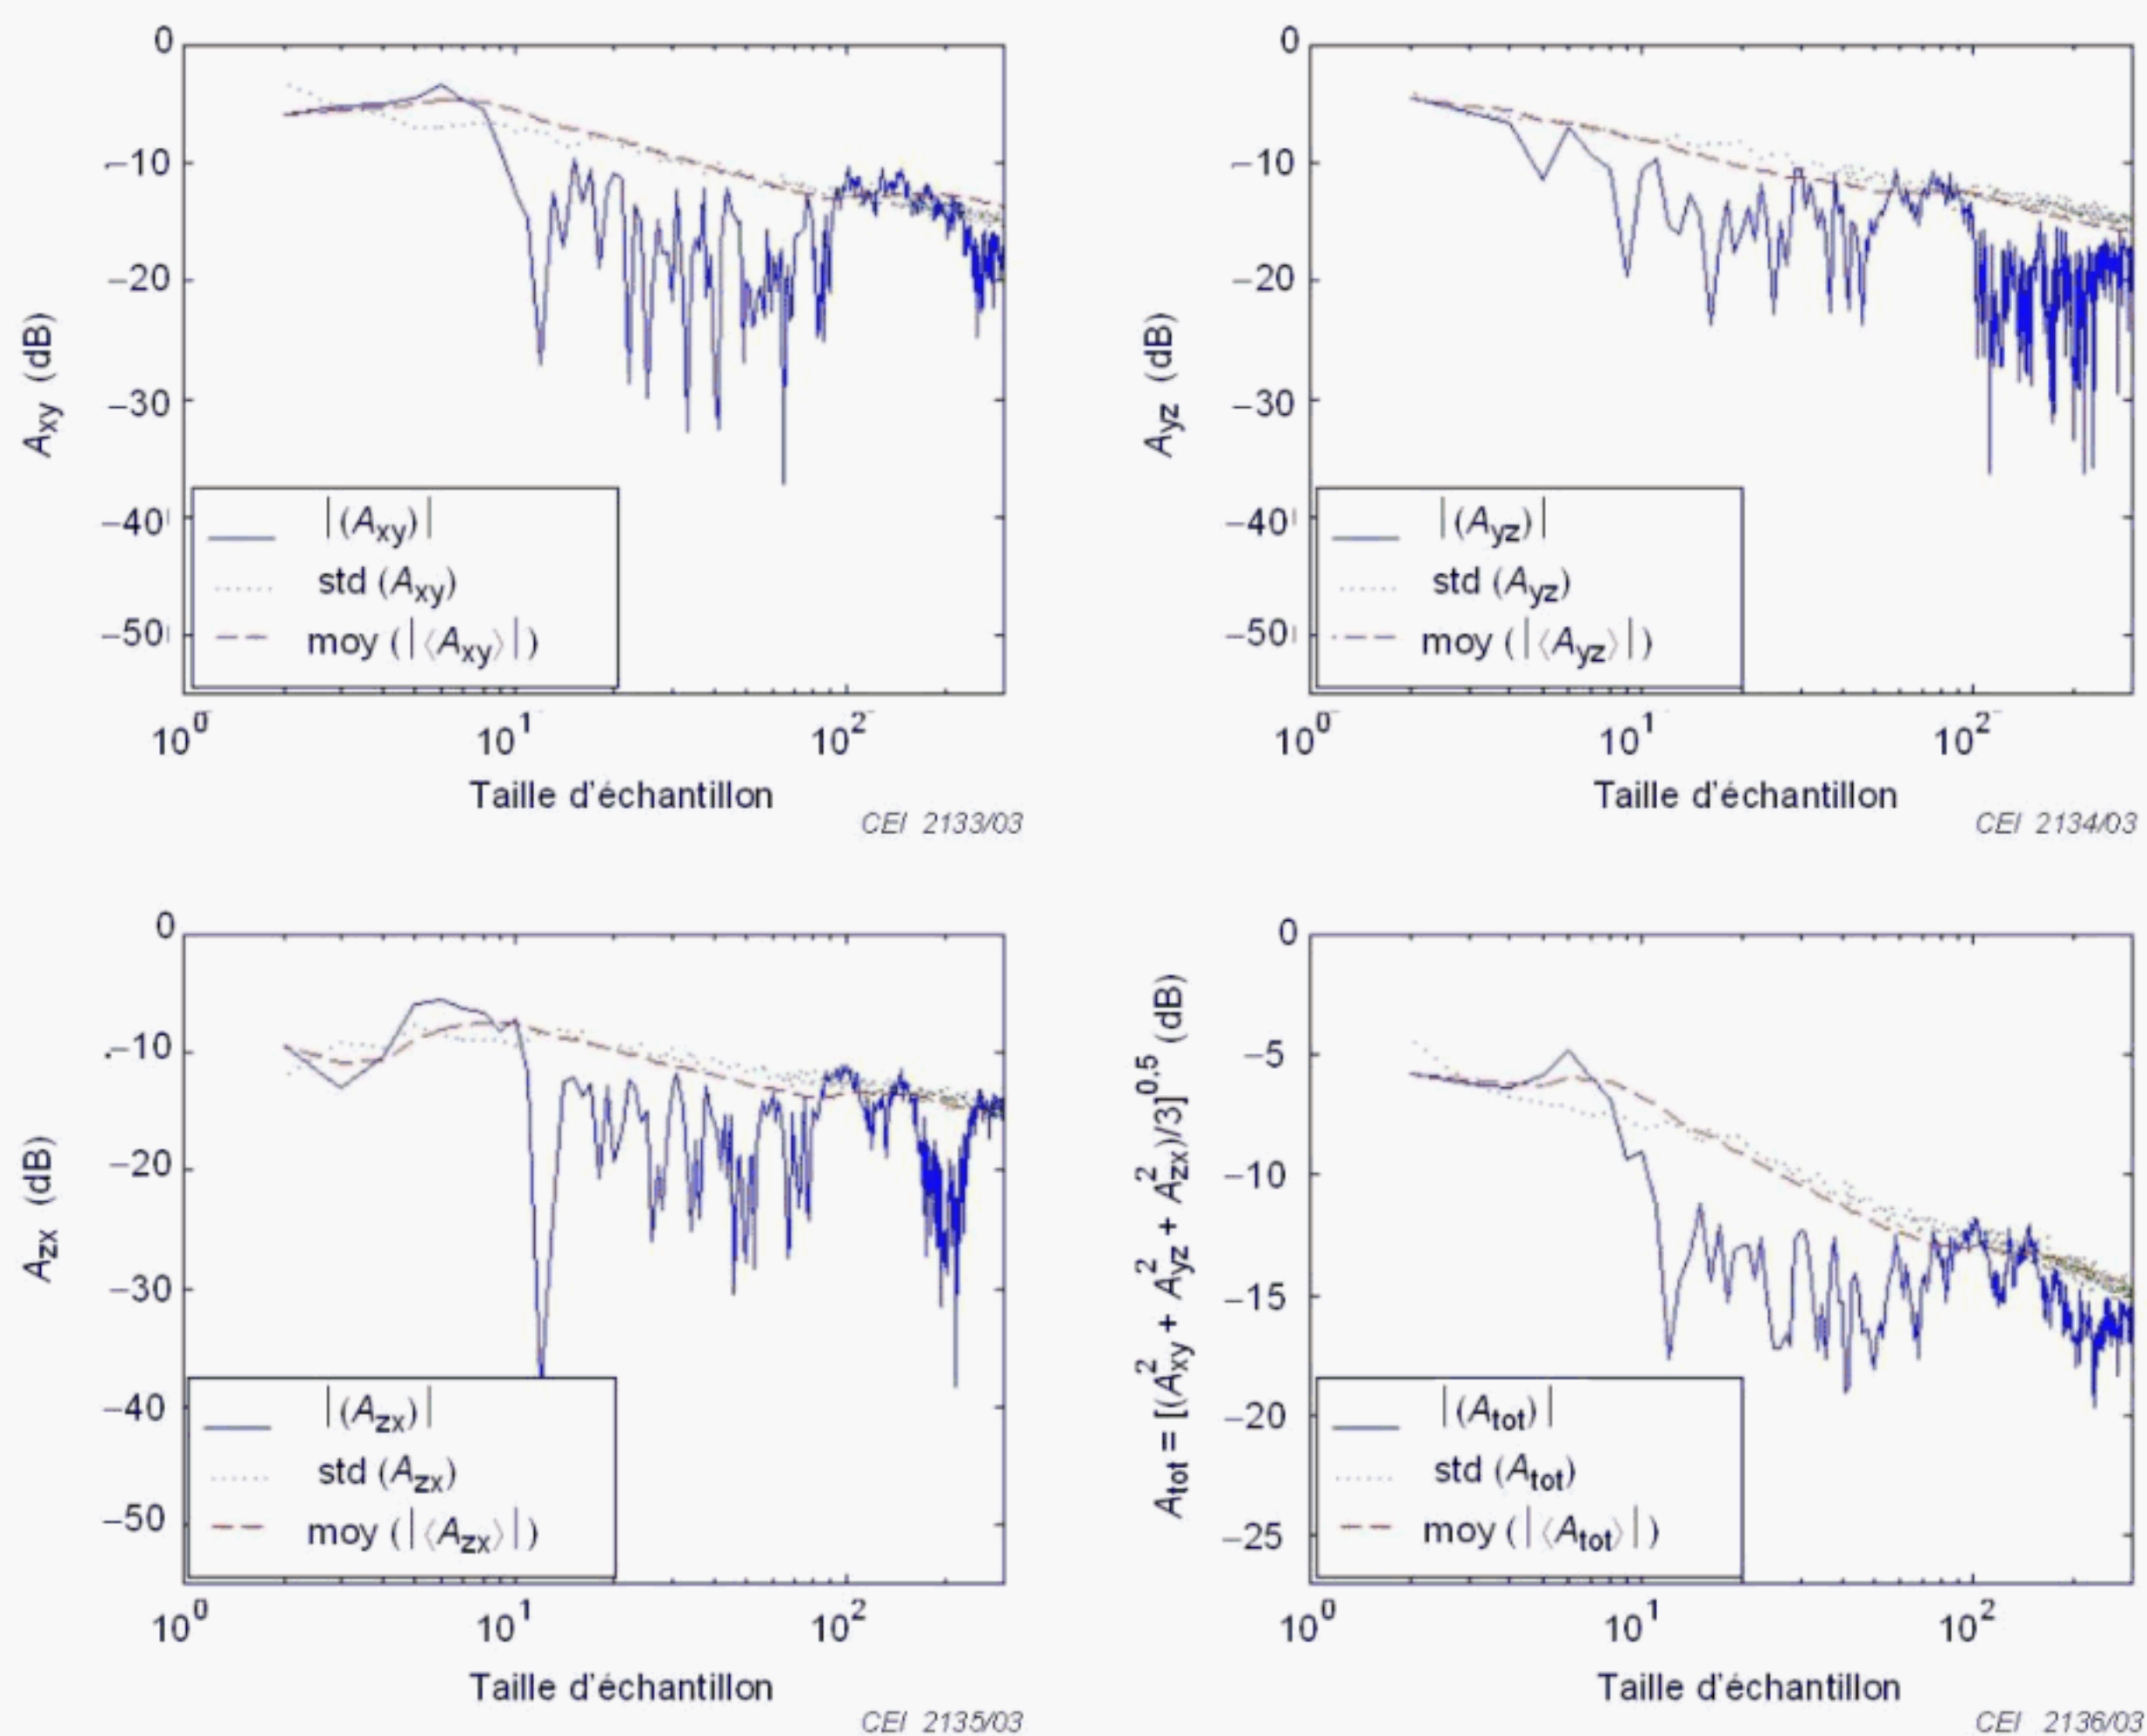 0
–10
–20
–30
–40
–50
A_xy (dB)
|(A_xy)|
std (A_xy)
moy (|⟨A_xy⟩|)
10^0 10^1 10^2
Taille d'échantillon
CEI 2133/03
0
–10
–20
–30
–40
–50
A_yz (dB)
|(A_yz)|
std (A_yz)
moy (|⟨A_yz⟩|)
10^0 10^1 10^2
Taille d'échantillon
CEI 2134/03
0
–10
–20
–30
–40
–50
A_zx (dB)
|(A_zx)|
std (A_zx)
moy (|⟨A_zx⟩|)
10^0 10^1 10^2
Taille d'échantillon
CEI 2135/03
0
–5
–10
–15
–20
–25
A_tot = [(A_xy^2 + A_yz^2 + A_zx^2)/3]^0,5 (dB)
|(A_tot)|
std (A_tot)
moy (|⟨A_tot⟩|)
10^0 10^1 10^2
Taille d'échantillon
CEI 2136/03